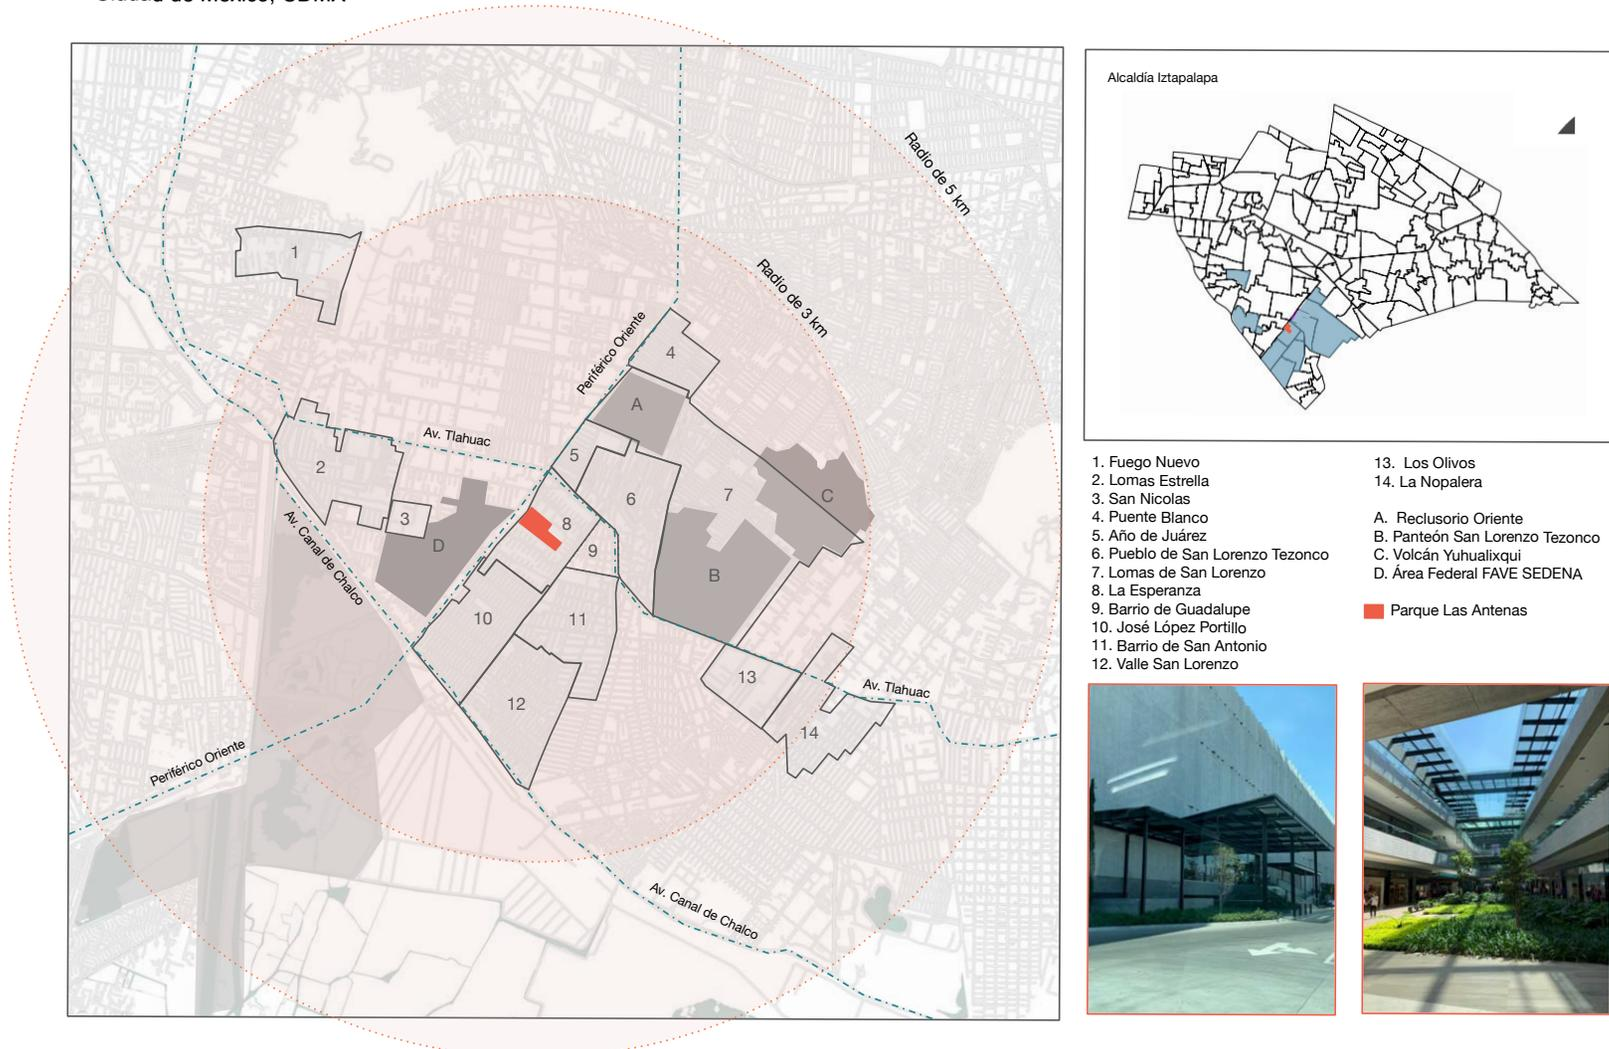 Ciudad de México, CDMX
Radio de 5 km
Radio de 3 km
1
Periférico Oriente
4
A
Av. Tlahuac
5
2
6
7
C
3
8
D
9
Av. Canal de Chalco
B
10
11
13
12
Av. Tlahuac
14
Periférico Oriente
Av. Canal de Chalco
Alcaldía Iztapalapa
1. Fuego Nuevo
2. Lomas Estrella
3. San Nicolas
4. Puente Blanco
5. Año de Juárez
6. Pueblo de San Lorenzo Tezonco
7. Lomas de San Lorenzo
8. La Esperanza
9. Barrio de Guadalupe
10. José López Portillo
11. Barrio de San Antonio
12. Valle San Lorenzo
13. Los Olivos
14. La Nopalera
A. Reclusorio Oriente
B. Panteón San Lorenzo Tezonco
C. Volcán Yuhualixqui
D. Área Federal FAVE SEDENA
Parque Las Antenas